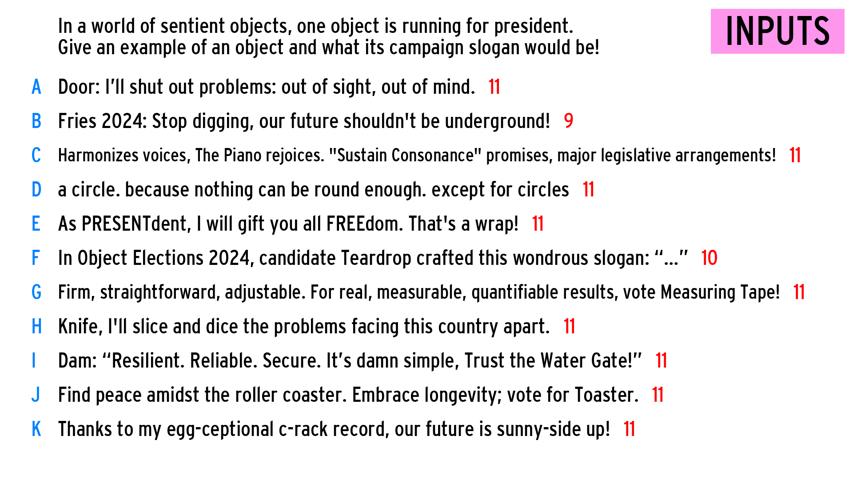 In a world of sentient objects, one object is running for president.
Give an example of an object and what its campaign slogan would be!
INPUTS
A Door: I'll shut out problems: out of sight, out of mind. 11
B Fries 2024: Stop digging, our future shouldn't be underground! 9
C Harmonizes voices, The Piano rejoices. "Sustain Consonance" promises, major legislative arrangements! 11
D a circle. because nothing can be round enough. except for circles 11
E As PRESENTdent, I will gift you all FREEdom. That's a wrap! 11
F In Object Elections 2024, candidate Teardrop crafted this wondrous slogan: “...” 10
G Firm, straightforward, adjustable. For real, measurable, quantifiable results, vote Measuring Tape! 11
H Knife, I'll slice and dice the problems facing this country apart. 11
I Dam: “Resilient. Reliable. Secure. It’s damn simple, Trust the Water Gate!” 11
J Find peace amidst the roller coaster. Embrace longevity; vote for Toaster. 11
K Thanks to my egg-ceptional c-rack record, our future is sunny-side up! 11